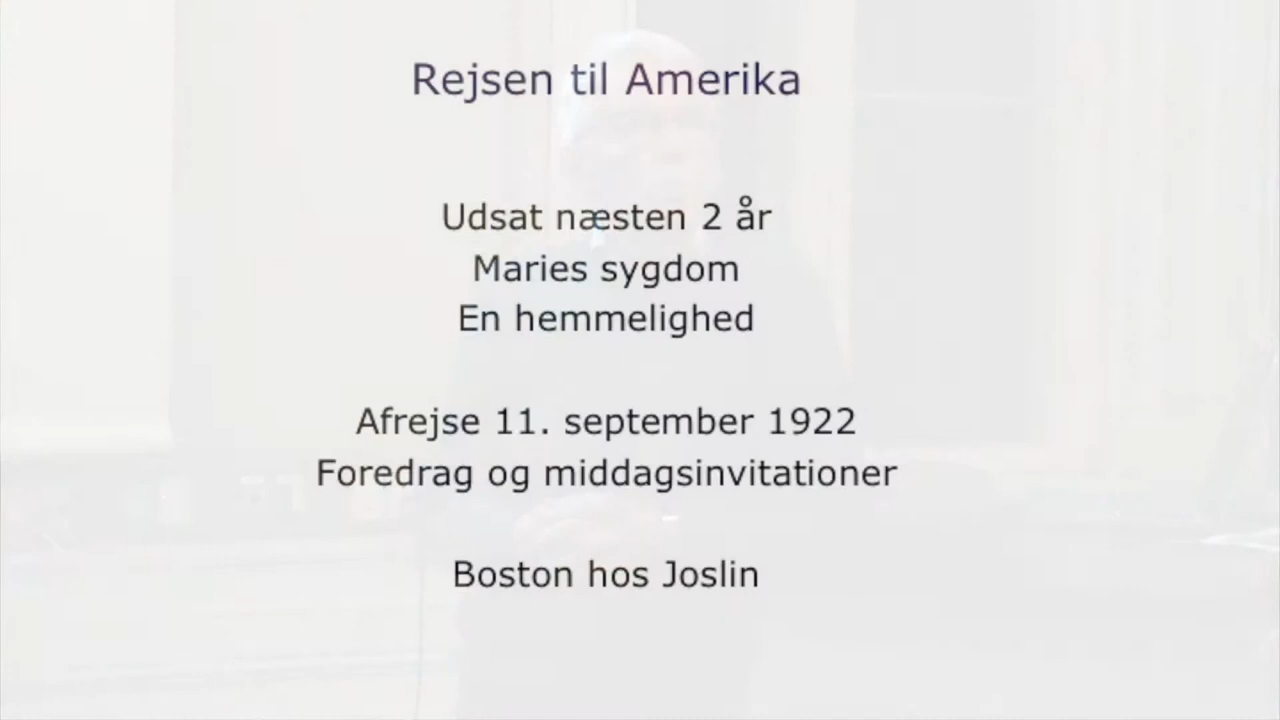 Rejsen til Amerika
Udsat næsten 2 år
Maries sygdom
En hemmelighed
Afrejse 11. september 1922
Foredrag og middagsinvitationer
Boston hos Joslin